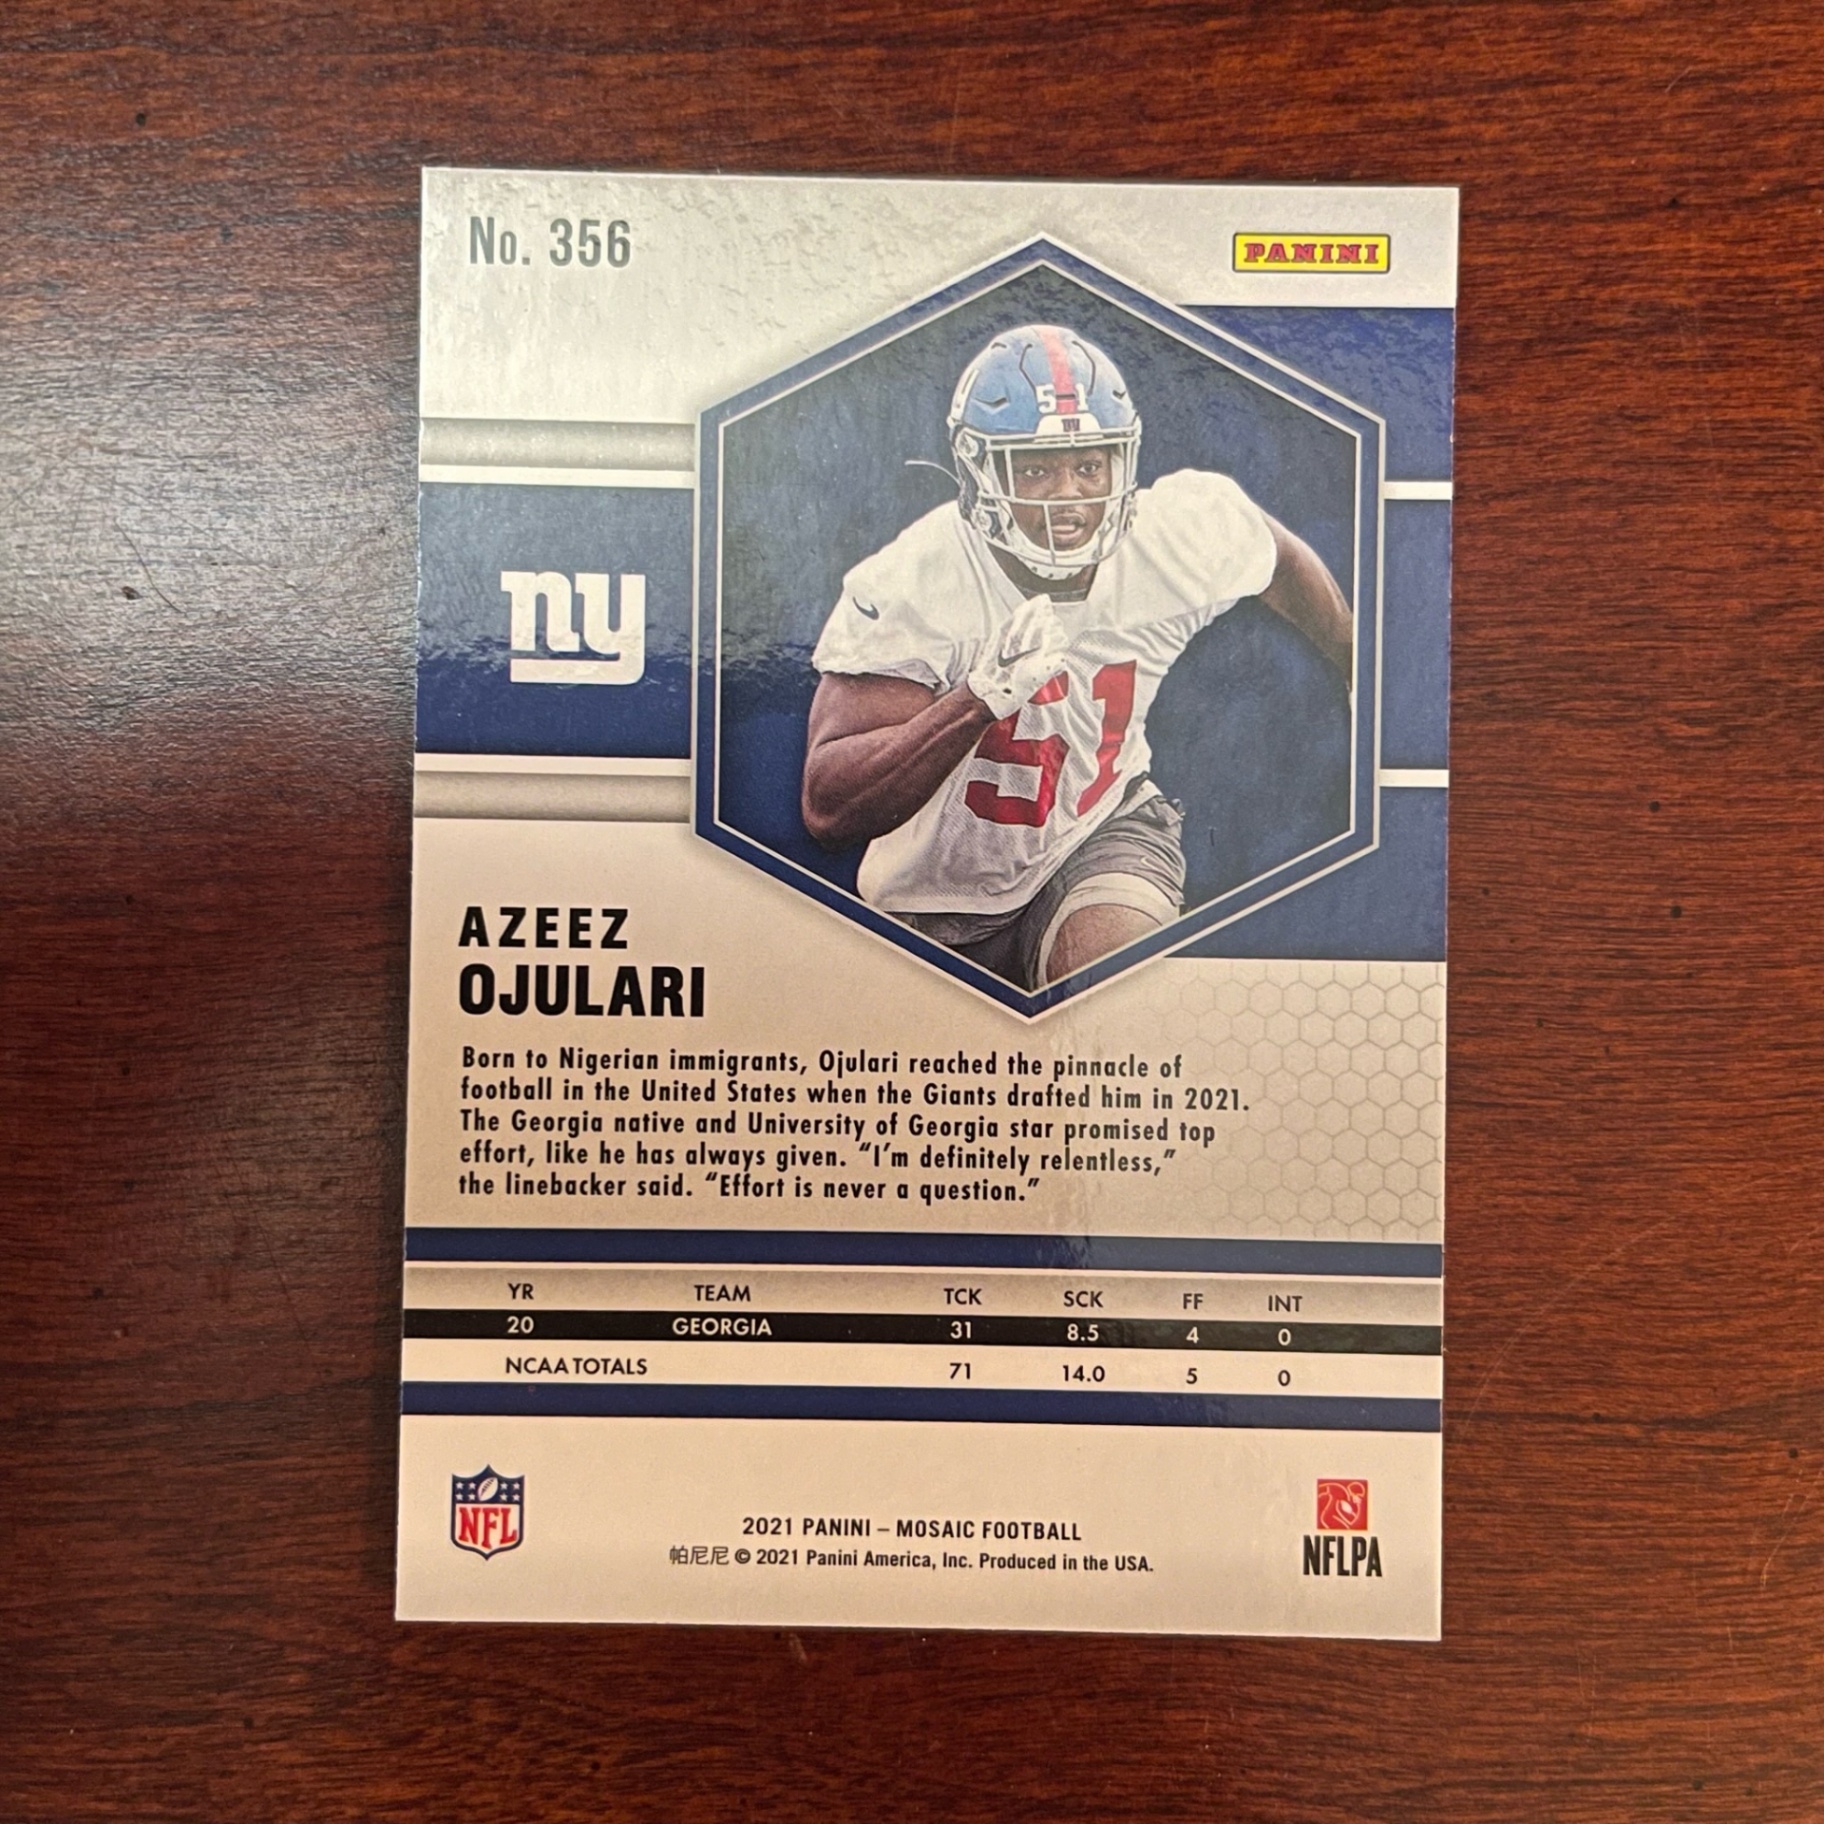 No. 356
PANINI
51
NY
ny
51
AZEEZ
OJULARI
Born to Nigerian immigrants, Ojulari reached the pinnacle of
football in the United States when the Giants drafted him in 2021.
The Georgia native and University of Georgia star promised top
effort, like he has always given. “I’m definitely relentless,”
the linebacker said. “Effort is never a question.”
YR TEAM TCK SCK FF INT
20 GEORGIA 31 8.5 4 0
NCAA TOTALS 71 14.0 5 0
NFL
2021 PANINI – MOSAIC FOOTBALL
帕尼尼 © 2021 Panini America, Inc. Produced in the USA.
NFLPA